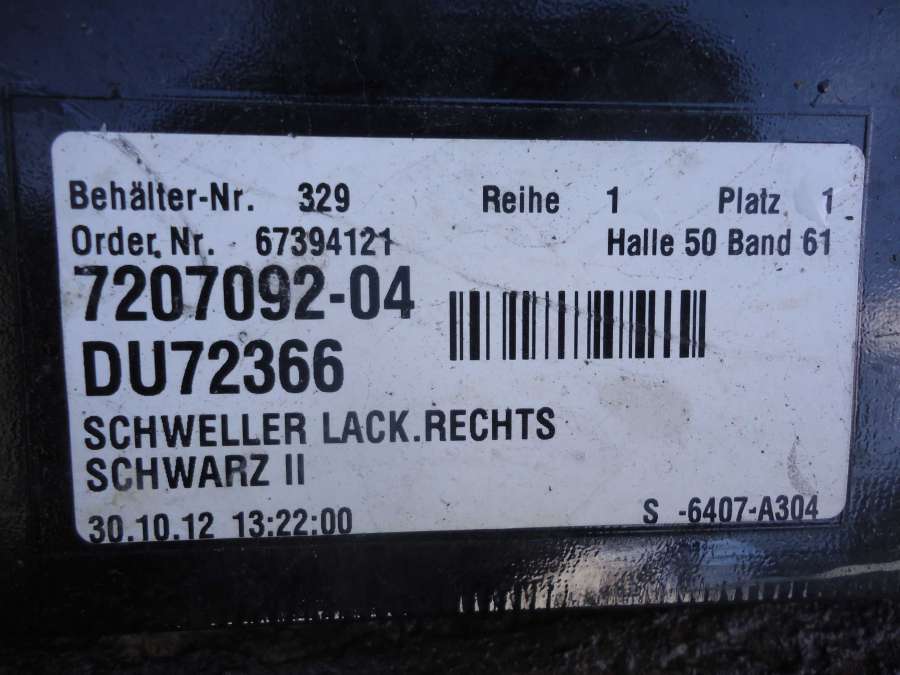 Behälter-Nr. 329 Reihe 1 Platz 1
Order. Nr. 67394121 Halle 50 Band 61
7207092-04
DU72366
SCHWELLER LACK.RECHTS
SCHWARZ II
30.10.12 13:22:00 S -6407-A304